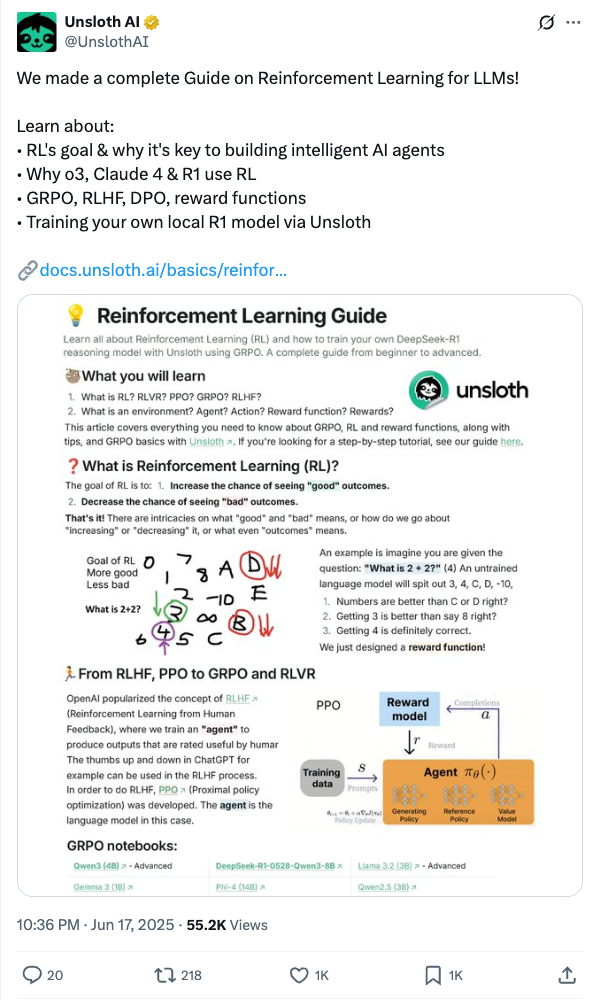 Unsloth AI
@UnslothAI
We made a complete Guide on Reinforcement Learning for LLMs!
Learn about:
• RL's goal & why it's key to building intelligent AI agents
• Why o3, Claude 4 & R1 use RL
• GRPO, RLHF, DPO, reward functions
• Training your own local R1 model via Unsloth
docs.unsloth.ai/basics/reinfor...
Reinforcement Learning Guide
Learn all about Reinforcement Learning (RL) and how to train your own DeepSeek-R1
reasoning model with Unsloth using GRPO. A complete guide from beginner to advanced.
What you will learn
1. What is RL? RLVR? PPO? GRPO? RLHF?
2. What is an environment? Agent? Action? Reward function? Rewards?
unsloth
This article covers everything you need to know about GRPO, RL and reward functions, along with
tips, and GRPO basics with Unsloth. If you're looking for a step-by-step tutorial, see our guide here.
What is Reinforcement Learning (RL)?
The goal of RL is to: 1. Increase the chance of seeing "good" outcomes.
2. Decrease the chance of seeing "bad" outcomes.
That's it! There are intricacies on what "good" and "bad" means, or how do we go about
"increasing" or "decreasing" it, or what even "outcomes" means.
Goal of RL
More good
Less bad
What is 2+2?
0 7 8 A D
1 2 -10 E
3 ∞ B
6 4 5 C
An example is imagine you are given the
question: "What is 2 + 2?" (4) An untrained
language model will spit out 3, 4, C, D, -10,
1. Numbers are better than C or D right?
2. Getting 3 is better than say 8 right?
3. Getting 4 is definitely correct.
We just designed a reward function!
From RLHF, PPO to GRPO and RLVR
OpenAI popularized the concept of RLHF
(Reinforcement Learning from Human
Feedback), where we train an "agent" to
produce outputs that are rated useful by human
The thumbs up and down in ChatGPT for
example can be used in the RLHF process.
In order to do RLHF, PPO (Proximal policy
optimization) was developed. The agent is the
language model in this case.
PPO
Reward
model
Completions
a
r
Reward
Training
data
s
Prompts
Agent πθ(·)
Generating
Policy
Reference
Policy
Value
Model
Policy Update
GRPO notebooks:
Qwen3 (4B) - Advanced
DeepSeek-R1-0528-Qwen3-8B
Llama 3.2 (3B) - Advanced
Gemma 3 (1B)
Phi-4 (14B)
Qwen2.5 (3B)
10:36 PM · Jun 17, 2025 · 55.2K Views
20
218
1K
1K